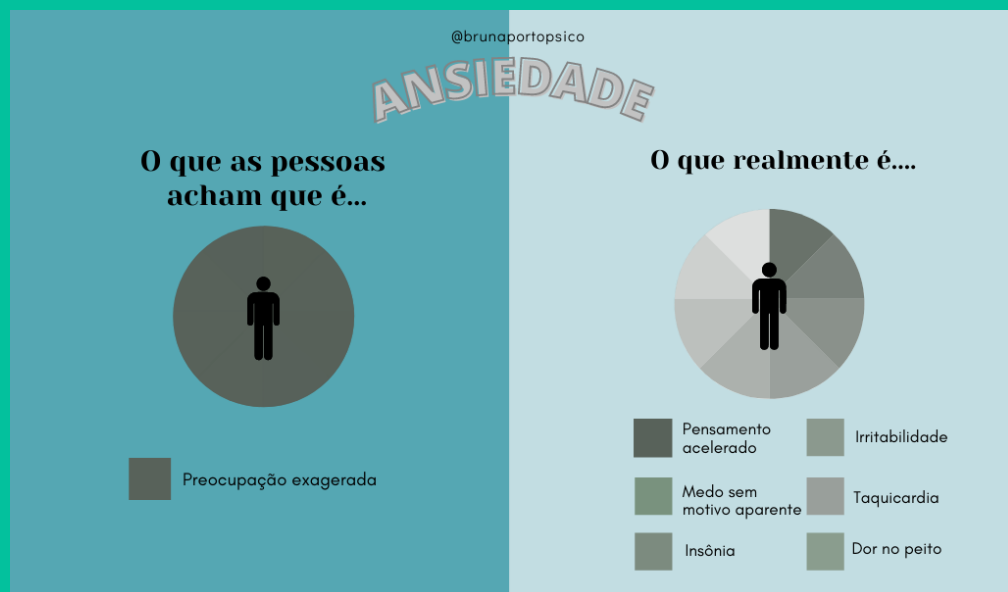 @brunaportopsico
ANSIEDADE
O que as pessoas
acham que é...
Preocupação exagerada
O que realmente é....
Pensamento
acelerado
Irritabilidade
Medo sem
motivo aparente
Taquicardia
Insônia
Dor no peito